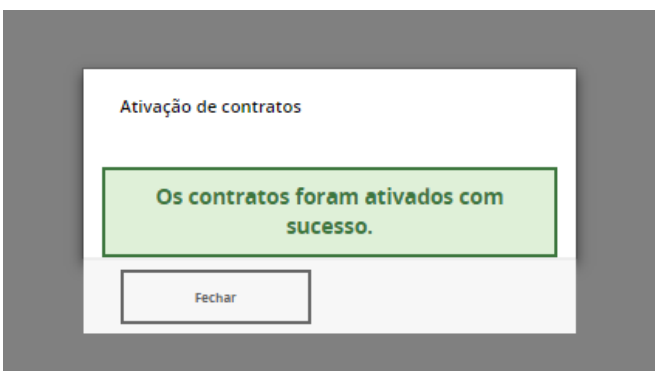 Ativação de contratos
Os contratos foram ativados com
sucesso.
Fechar